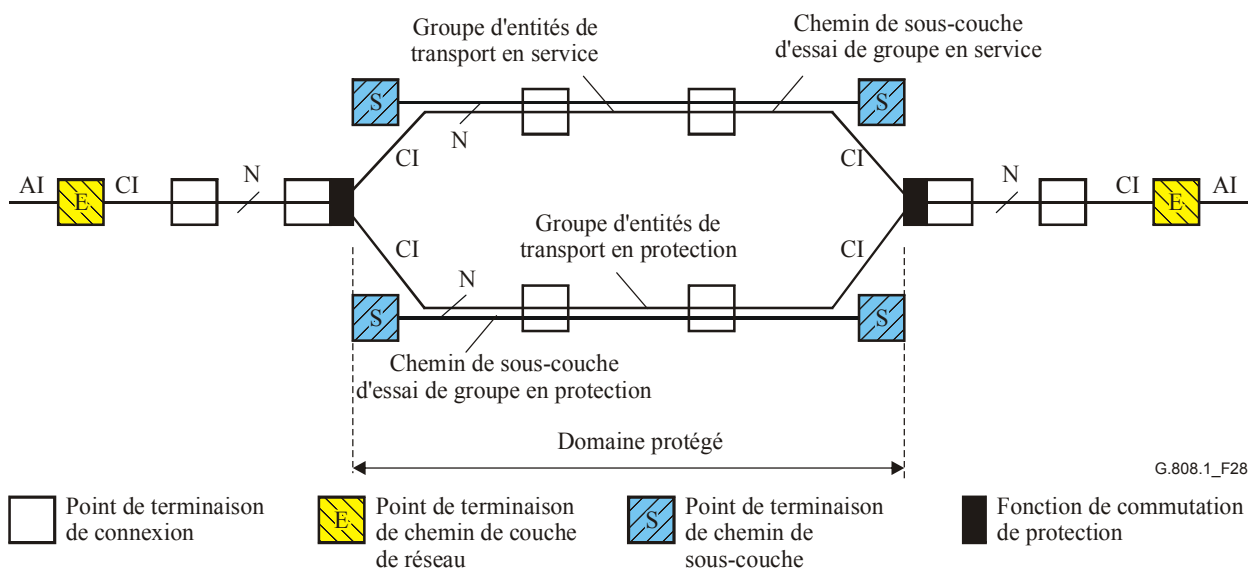 Groupe d'entités de
transport en service
Chemin de sous-couche
d'essai de groupe en service
S
S
N
CI
CI
AI
E
CI
N
N
CI
E
AI
Groupe d'entités de
transport en protection
CI
CI
N
S
S
Chemin de sous-couche
d'essai de groupe en protection
Domaine protégé
G.808.1_F28
Point de terminaison
de connexion
E
Point de terminaison
de chemin de couche
de réseau
S
Point de terminaison
de chemin de
sous-couche
Fonction de commutation
de protection